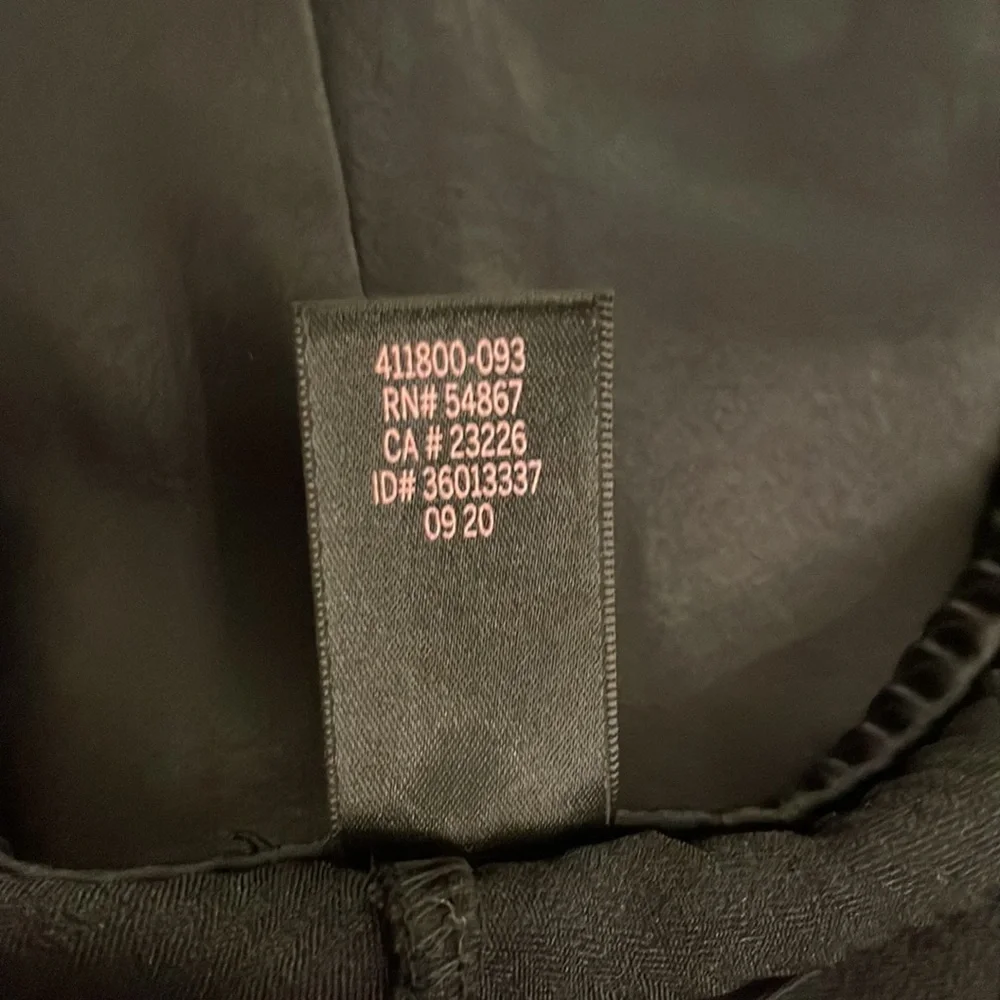 411800-093
RN# 54867
CA # 23226
ID# 36013337
09 20